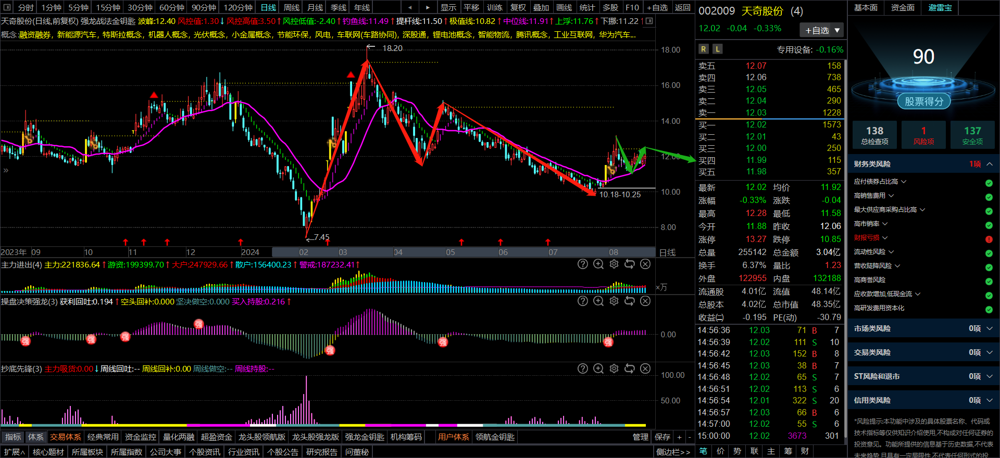 分时 1分钟 5分钟 15分钟 30分钟 60分钟 90分钟 120分钟 日线 周线 月线 季线 年线 显示 平移 训练 复权 叠加 画线 统计 多股 F10 +自选 返回
天奇股份(日线,前复权) 强龙战法金钥匙 波峰:12.40 风控值:1.30↓ 风控高值:3.50↑ 风控低值:-2.40↑ 钓鱼线:11.49↑ 提杆线:11.50↑ 极值线:10.82↑ 中位线:11.91↑ 上浮:11.76↑ 下挪:11.22↑
概念:融资融券，新能源汽车，特斯拉概念，机器人概念，光伏概念，小金属概念，节能环保，风电，车联网(车路协同)，深股通，锂电池概念，智能物流，腾讯概念，工业互联网，华为汽车...
18.20
18.00
16.00
14.00
12.00
10.00
8.00
10.18-10.25
7.45
2023年 09 10 11 12 2024 02 03 04 05 06 07 08 日线
主力进出(4) 主力:221836.64↑ 游资:199399.70↑ 大户:247929.66↑ 散户:156400.23↑ 警戒:187232.41↑
×万
操盘决策强龙(3) 获利回吐:0.194↑ 空头回补:0.000 坚决做空:0.000 买入持股:0.216↑
强 强 强 强 强 强 强
0.00
抄底先锋(3) 主力吸货:0.00↓ 周线回吐:-- 周线回补:0.00 周线做空:-- 周线持股:--
100.00
50.00
指标 体系 交易体系 经典常用 资金监控 量化两融 超盈资金 龙头股领航版 龙头股强龙版 强龙金钥匙 机构筹码 用户体系 领航金钥匙 管理 保存 + -
扩展∧ 核心题材 所属板块 所属指数 公司大事 个股资讯 行业资讯 个股公告 研究报告 问董秘 侧边栏>>
002009 天奇股份 (4)
12.02 -0.04 -0.33% +自选 ▼
R L 专用设备: -0.16%
卖五 12.07 158
卖四 12.06 738
卖三 12.05 465
卖二 12.04 290
卖一 12.03 1228
买一 12.02 1573
买二 12.01 43
买三 12.00 250
买四 11.99 115
买五 11.98 357
最新 12.02 均价 11.92
涨幅 -0.33% 涨跌 -0.04
最高 12.28 最低 11.58
今开 11.88 昨收 12.06
涨停 13.27 跌停 10.85
总量 255142 总金额 3.04亿
换手 6.37% 量比 1.23
外盘 122955 内盘 132188
流通股 4.01亿 流值 48.14亿
总股本 4.02亿 总市值 48.35亿
收益㈡ -0.195 PE(动) -30.79
14:56:36 12.03 71 B 7
14:56:39 12.02 111 S 10
14:56:42 12.03 152 B 8
14:56:45 12.03 38 B 7
14:56:48 12.02 65 S 7
14:56:51 12.02 113 S 6
14:56:54 12.01 322 S 20
14:56:57 12.03 66 B 6
14:57:00 12.02 55 S 6
15:00:00 12.02 3673 301
笔 价 势 联 主 筹 财
基本面 资金面 避雷宝
90
股票得分
138 1 137
总检查项 风险项 安全项
财务类风险 1项
应付债券占比高
高销售费用
最大供应商采购占比高
高市销率
财报亏损
流动性风险
营收陡降风险
高商誉风险
应收款增加,低现金流
高研发费用资本化
市场类风险 0项
交易类风险 0项
ST风险和退市 0项
信用类风险 0项
*风险提示:本功能中涉及的具体股票名称、代码或
技术指标等仅供知识介绍使用,不构成对任何证券的
投资意见。功能所提供的信息基于历史数据,不代表
未来趋势,且具有一定局限性,不代表任何形式的投